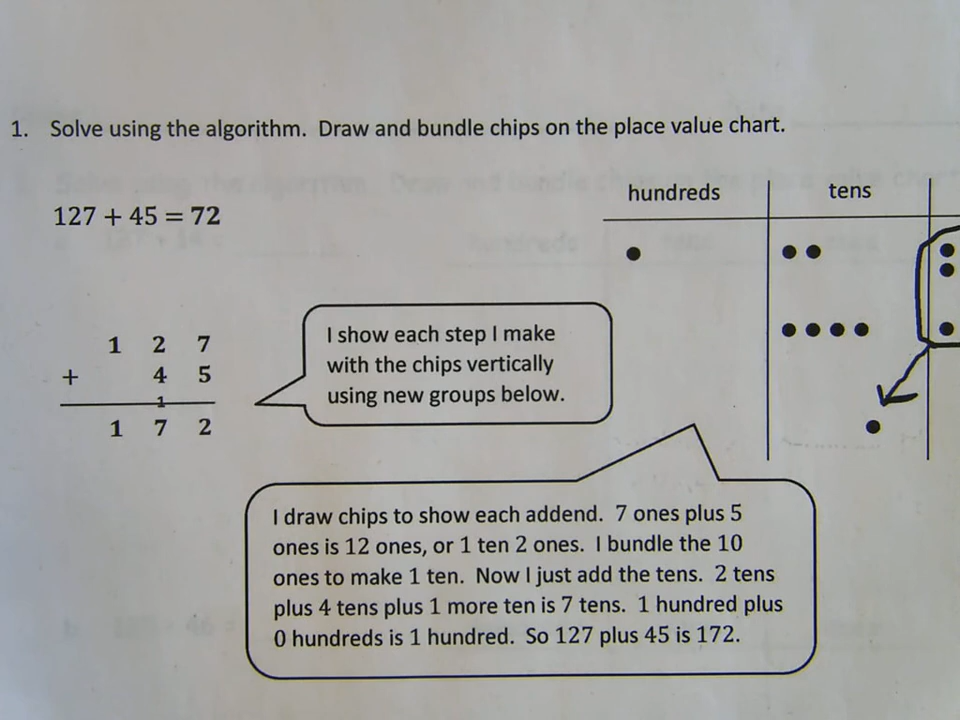 1. Solve using the algorithm. Draw and bundle chips on the place value chart.
127 + 45 = 72
hundreds tens
1 2 7
+ 4 5
1
1 7 2
I show each step I make
with the chips vertically
using new groups below.
I draw chips to show each addend. 7 ones plus 5
ones is 12 ones, or 1 ten 2 ones. I bundle the 10
ones to make 1 ten. Now I just add the tens. 2 tens
plus 4 tens plus 1 more ten is 7 tens. 1 hundred plus
0 hundreds is 1 hundred. So 127 plus 45 is 172.